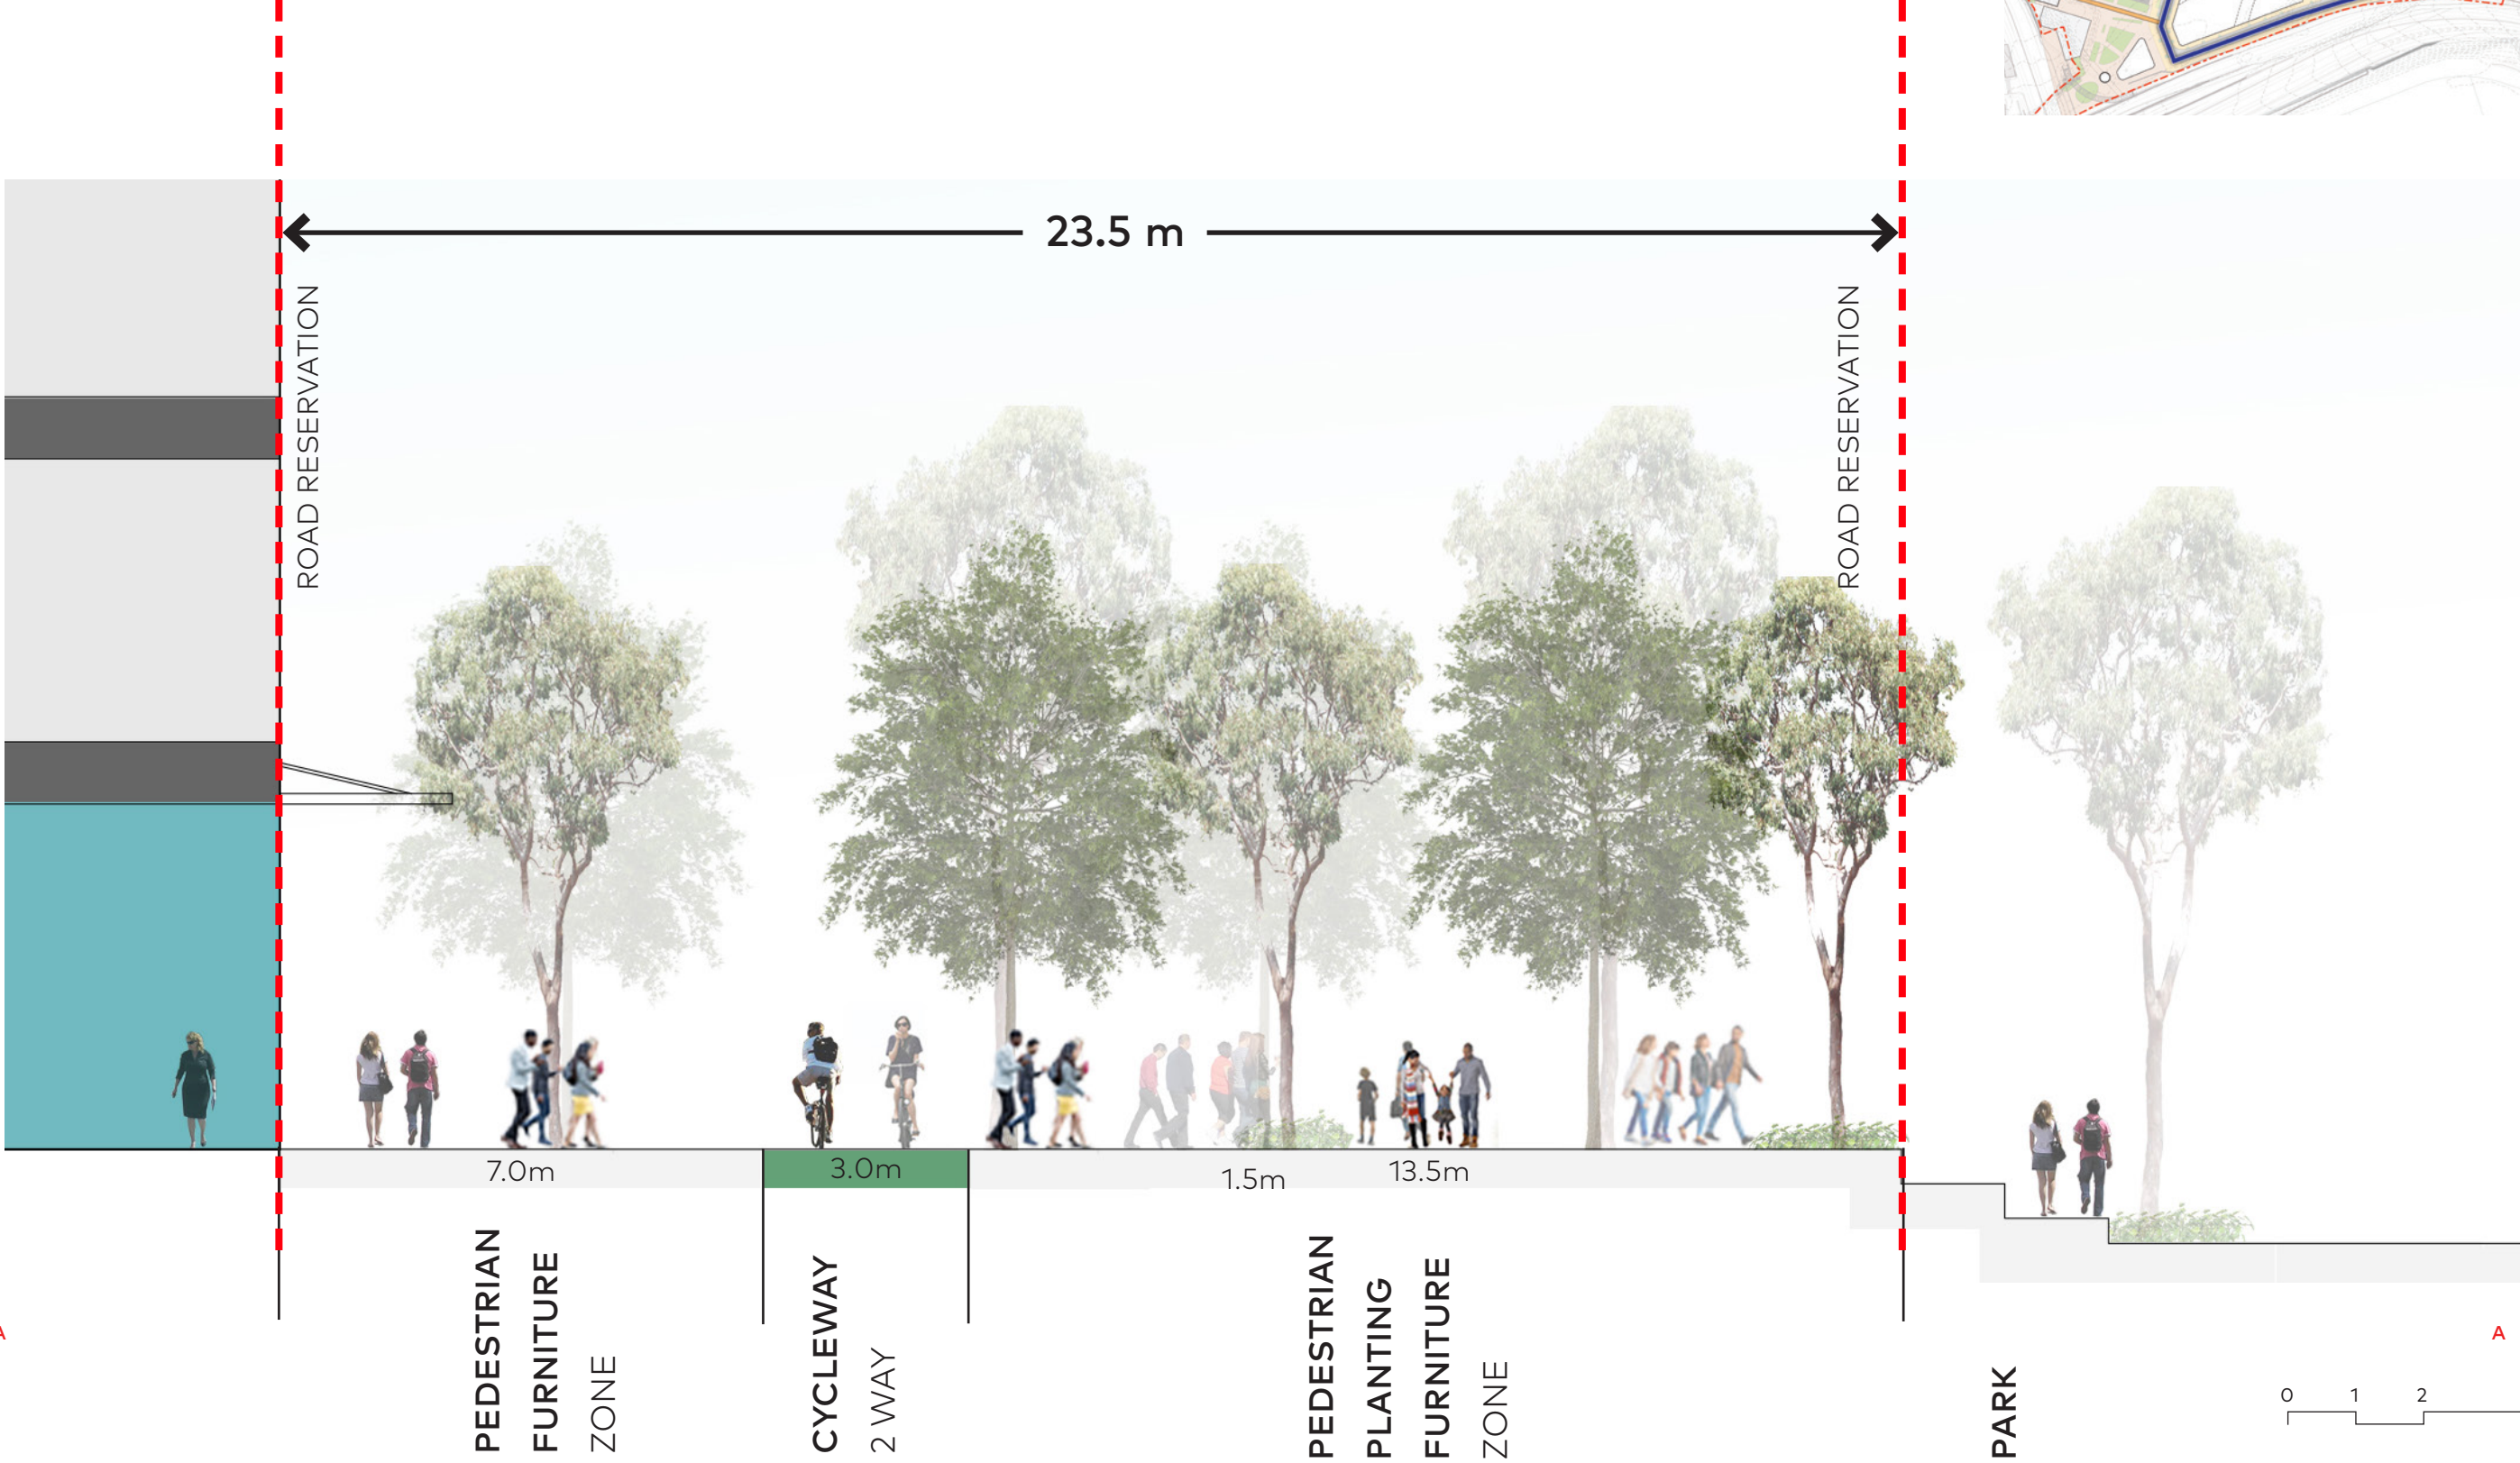 23.5 m
ROAD RESERVATION
ROAD RESERVATION
7.0m
3.0m
1.5m
13.5m
PEDESTRIAN
FURNITURE
ZONE
CYCLEWAY
2 WAY
PEDESTRIAN
PLANTING
FURNITURE
ZONE
PARK
A
A
0 1 2